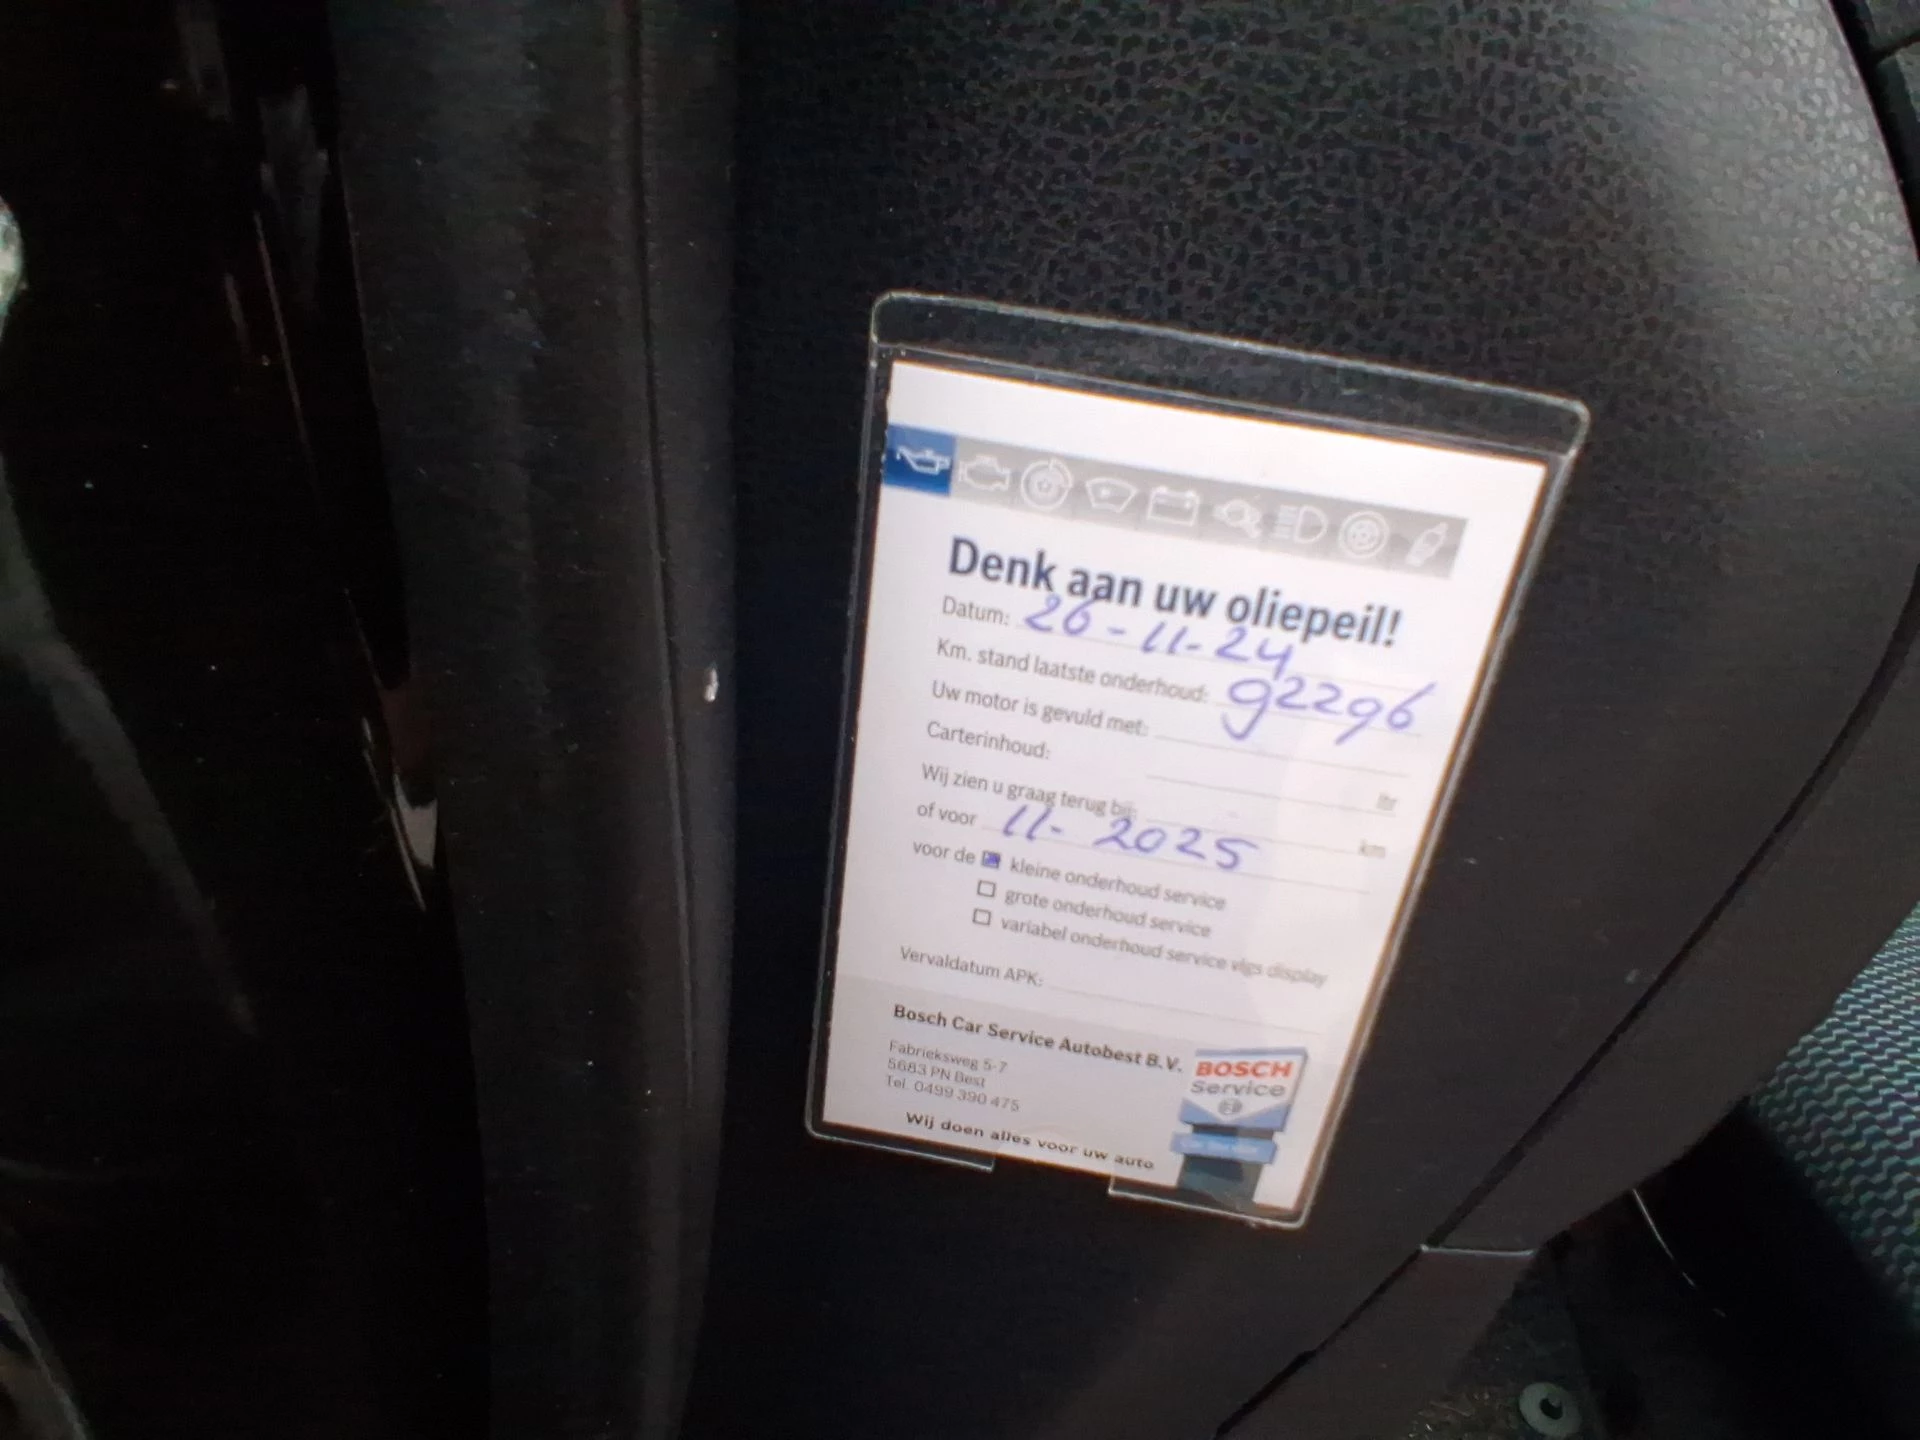 Denk aan uw oliepeil!
Datum: 26-11-24
Km. stand laatste onderhoud: 92296
Uw motor is gevuld met:
Carterinhoud: ltr
Wij zien u graag terug bij: km
of voor 11-2025
voor de kleine onderhoud service
grote onderhoud service
variabel onderhoud service vlgs display
Vervaldatum APK:
Bosch Car Service Autobest B.V.
Fabrieksweg 5-7
5683 PN Best
Tel. 0499 390 475
Wij doen alles voor uw auto
BOSCH
Service